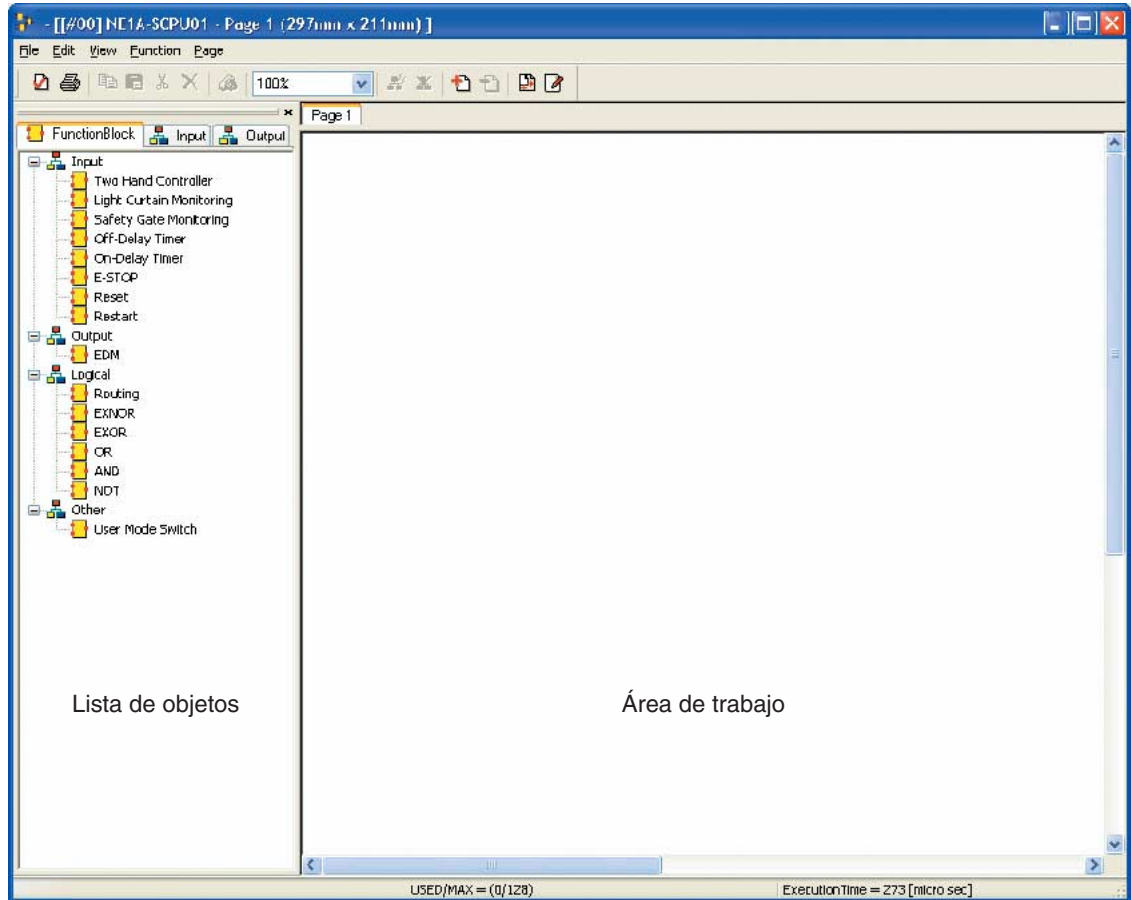 - [[#00] NE1A-SCPU01 - Page 1 (297mm x 211mm) ]
File Edit View Function Page
100%
Page 1
FunctionBlock Input Output
Input
Two Hand Controller
Light Curtain Monitoring
Safety Gate Monitoring
Off-Delay Timer
On-Delay Timer
E-STOP
Reset
Restart
Output
EDM
Logical
Routing
EXNOR
EXOR
OR
AND
NOT
Other
User Mode Switch
Lista de objetos
Área de trabajo
USED/MAX = (0/128)
ExecutionTime = 273 [micro sec]